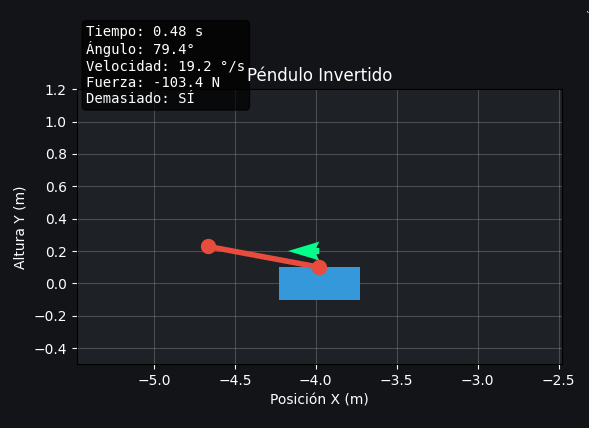 Tiempo: 0.48 s
Ángulo: 79.4°
Velocidad: 19.2 °/s
Fuerza: -103.4 N
Demasiado: SÍ
Péndulo Invertido
1.2
1.0
0.8
0.6
0.4
0.2
0.0
−0.2
−0.4
Altura Y (m)
−5.0 −4.5 −4.0 −3.5 −3.0 −2.5
Posición X (m)